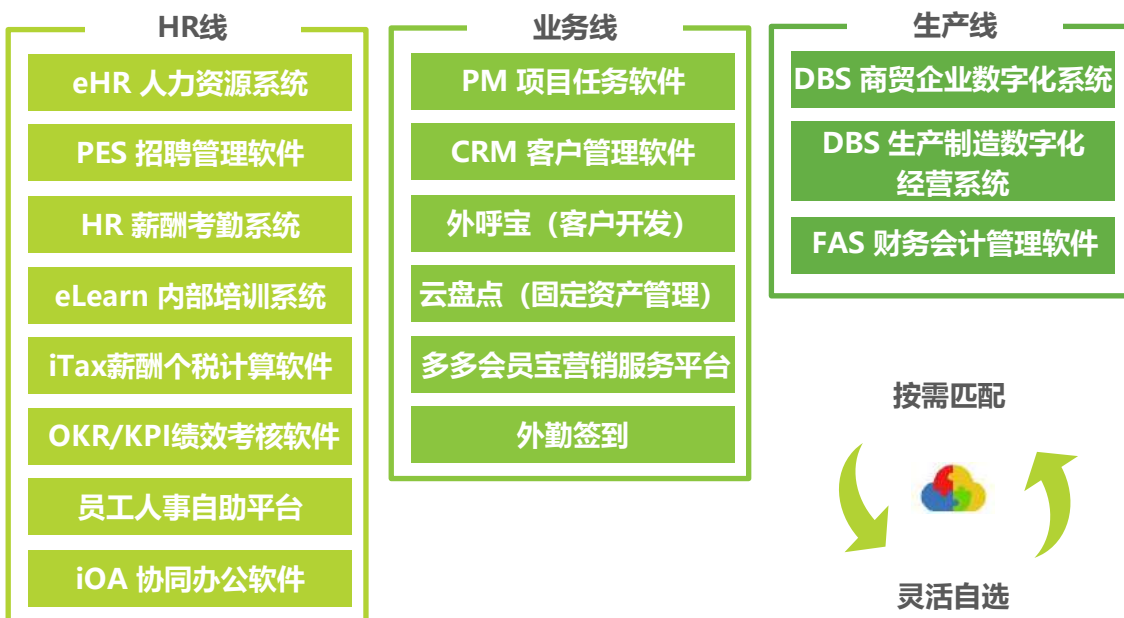 HR线
eHR 人力资源系统
PES 招聘管理软件
HR 薪酬考勤系统
eLearn 内部培训系统
iTax薪酬个税计算软件
OKR/KPI绩效考核软件
员工人事自助平台
iOA 协同办公软件
业务线
PM 项目任务软件
CRM 客户管理软件
外呼宝（客户开发）
云盘点（固定资产管理）
多多会员宝营销服务平台
外勤签到
生产线
DBS 商贸企业数字化系统
DBS 生产制造数字化
经营系统
FAS 财务会计管理软件
按需匹配
灵活自选